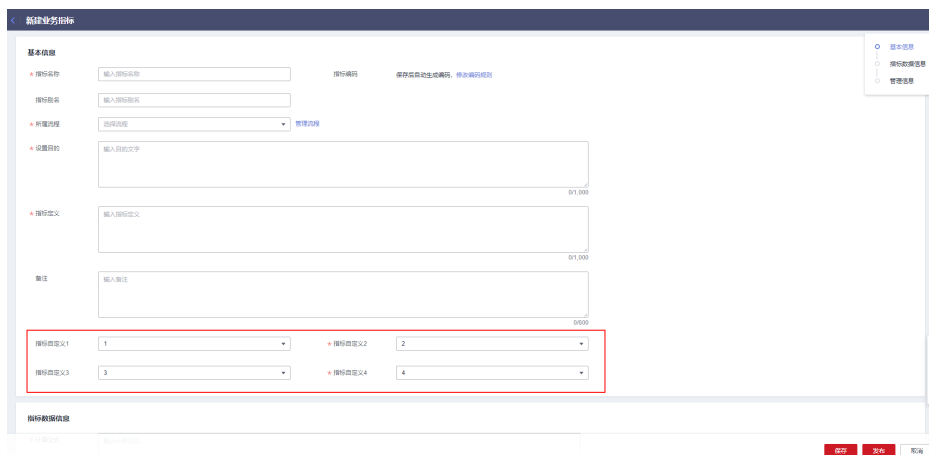 新建业务指标
基本信息
基本信息
指标数据信息
管理信息
★ 指标名称 输入指标名称 指标编码 保存后自动生成编码, 修改编码规则
指标别名 输入指标别名
★ 所属流程 选择流程 管理流程
★ 设置目的 输入目的文字
0/1,000
★ 指标定义 输入指标定义
0/1,000
备注 输入备注
0/600
指标自定义1 1 ★ 指标自定义2 2
指标自定义3 3 ★ 指标自定义4 4
指标数据信息
保存 发布 取消